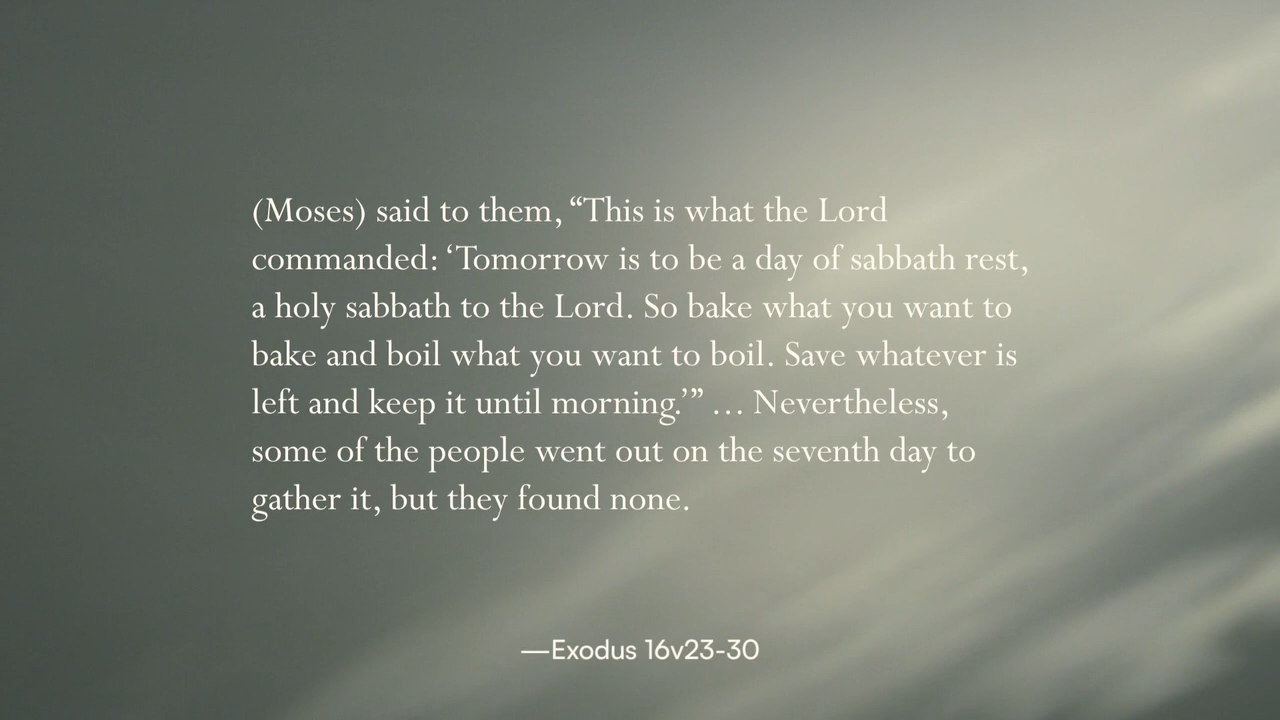 (Moses) said to them, “This is what the Lord
commanded: ‘Tomorrow is to be a day of sabbath rest,
a holy sabbath to the Lord. So bake what you want to
bake and boil what you want to boil. Save whatever is
left and keep it until morning.’” … Nevertheless,
some of the people went out on the seventh day to
gather it, but they found none.
—Exodus 16v23-30